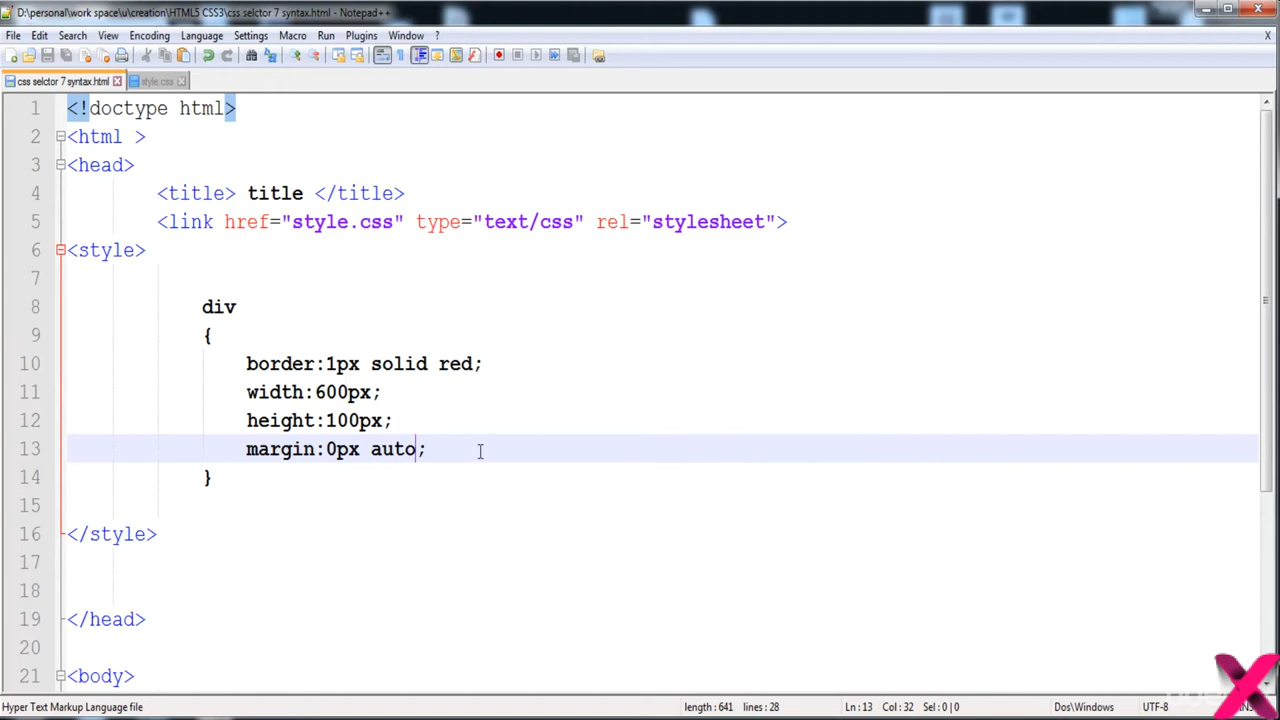 D:\personal\work space\u\creation\HTML5 CSS3\css selctor 7 syntax.html - Notepad++
File Edit Search View Encoding Language Settings Macro Run Plugins Window ? X
css selctor 7 syntax.html style.css
1 <!doctype html>
2 <html >
3 <head>
4 <title> title </title>
5 <link href="style.css" type="text/css" rel="stylesheet">
6 <style>
7
8 div
9 {
10 border:1px solid red;
11 width:600px;
12 height:100px;
13 margin:0px auto;
14 }
15
16 </style>
17
18
19 </head>
20
21 <body>
Hyper Text Markup Language file length: 641 lines: 28 Ln:13 Col:32 Sel:0|0 Dos\Windows UTF-8